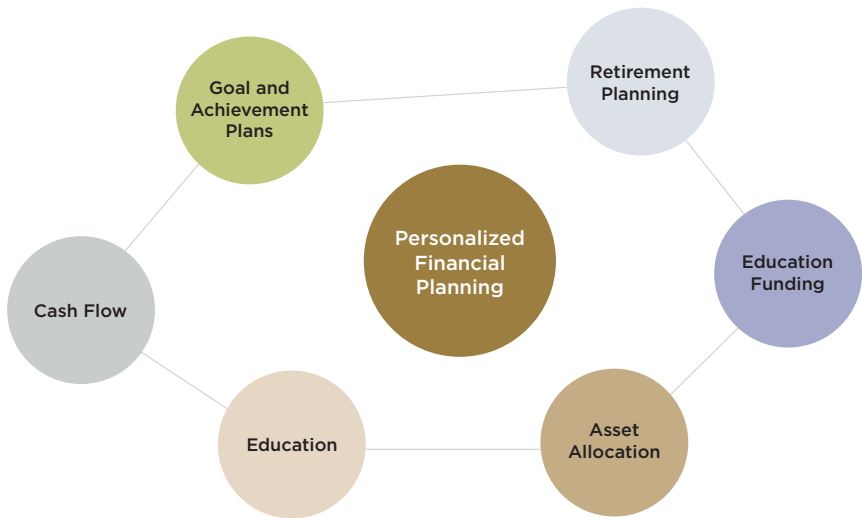 Goal and
Achievement
Plans
Retirement
Planning
Personalized
Financial
Planning
Education
Funding
Cash Flow
Education
Asset
Allocation